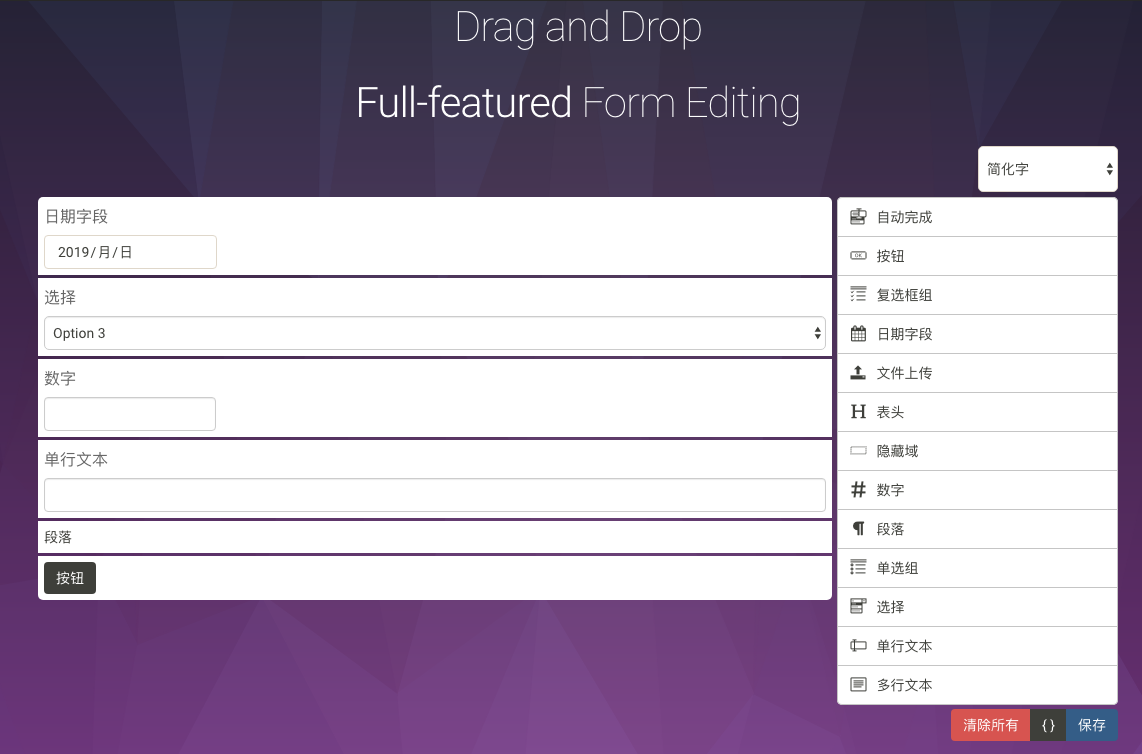 Drag and Drop
Full-featured Form Editing
简化字
日期字段
2019/月/日
选择
Option 3
数字
单行文本
段落
按钮
自动完成
OK 按钮
复选框组
日期字段
文件上传
H 表头
隐藏域
# 数字
¶ 段落
单选组
选择
单行文本
多行文本
清除所有 { } 保存